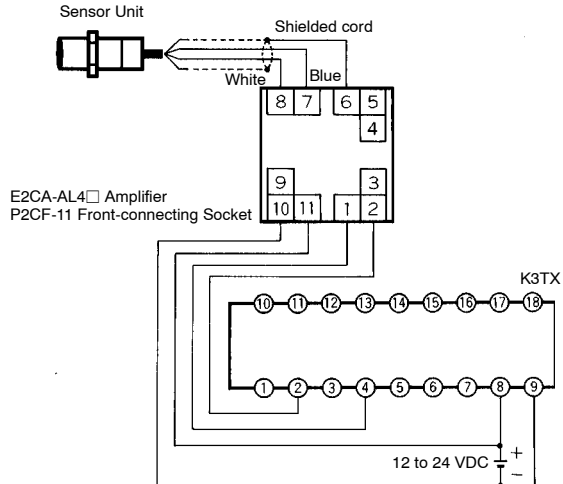 Sensor Unit
Shielded cord
White
Blue
8 7 6 5
4
9 3
10 11 1 2
E2CA-AL4□ Amplifier
P2CF-11 Front-connecting Socket
K3TX
10 11 12 13 14 15 16 17 18
1 2 3 4 5 6 7 8 9
12 to 24 VDC
+
−